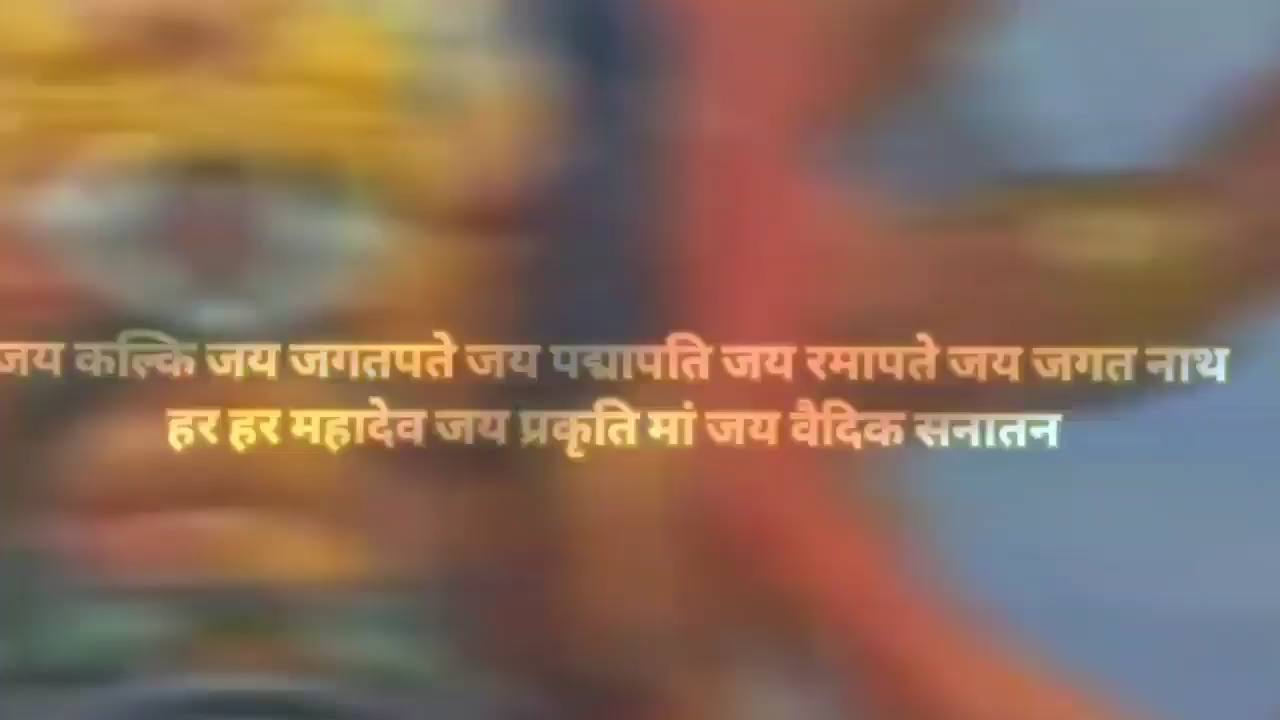 जय कल्कि जय जगतपते जय पद्मापति जय रमापते जय जगत नाथ
हर हर महादेव जय प्रकृति मां जय वैदिक सनातन